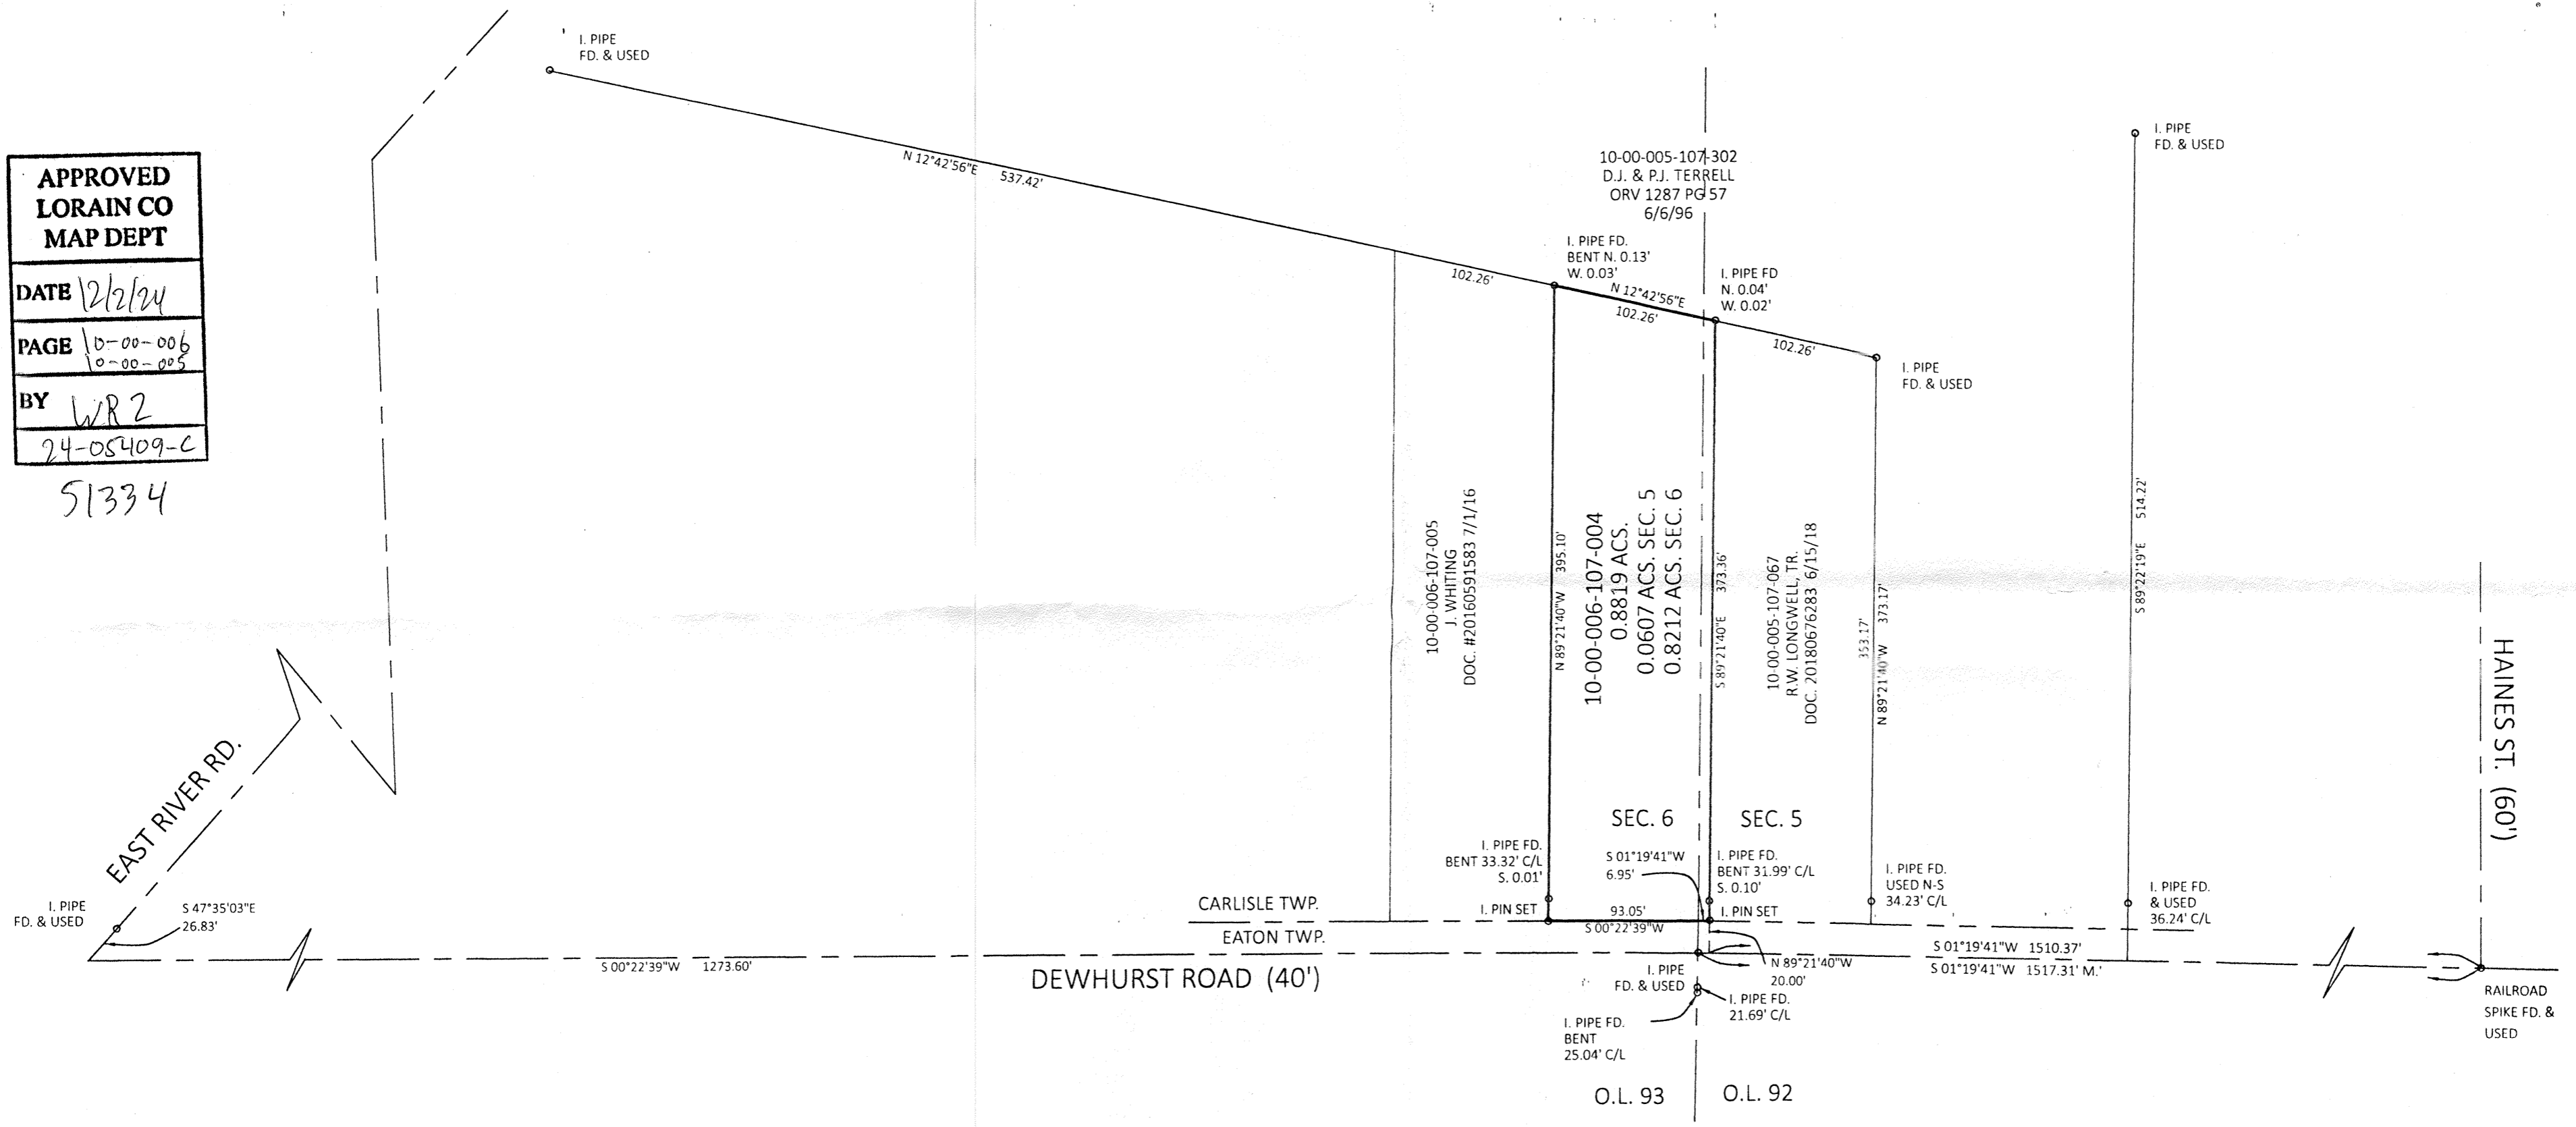 I. PIPE
FD. & USED
APPROVED
LORAIN CO
MAP DEPT
DATE 12/2/24
PAGE 10-00-006
10-00-005
BY WR2
24-05409-C
51334
N 12°42'56"E 537.42'
10-00-005-107-302
D.J. & P.J. TERRELL
ORV 1287 PG 57
6/6/96
I. PIPE
FD. & USED
102.26'
I. PIPE FD.
BENT N. 0.13'
W. 0.03'
N 12°42'56"E
102.26'
I. PIPE FD
N. 0.04'
W. 0.02'
102.26'
I. PIPE
FD. & USED
10-00-006-107-005
J. WHITING
DOC. #20160591583 7/1/16
N 89°21'40"W 395.10'
10-00-006-107-004
0.8819 ACS.
0.0607 ACS. SEC. 5
0.8212 ACS. SEC. 6
S 89°21'40"E 373.36'
10-00-005-107-067
R.W. LONGWELL, TR.
DOC. 20180676283 6/15/18
353.17'
N 89°21'40"W 373.17'
S 89°22'19"E 514.22'
HAINES ST. (60')
EAST RIVER RD.
I. PIPE
FD. & USED
S 47°35'03"E
26.83'
SEC. 6
SEC. 5
I. PIPE FD.
BENT 33.32' C/L
S. 0.01'
S 01°19'41"W
6.95'
I. PIPE FD.
BENT 31.99' C/L
S. 0.10'
I. PIPE FD.
USED N-S
34.23' C/L
I. PIPE FD.
& USED
36.24' C/L
CARLISLE TWP.
I. PIN SET
93.05'
I. PIN SET
EATON TWP.
S 00°22'39"W
S 01°19'41"W 1510.37'
S 00°22'39"W 1273.60'
DEWHURST ROAD (40')
I. PIPE
FD. & USED
N 89°21'40"W
20.00'
S 01°19'41"W 1517.31' M.'
RAILROAD
SPIKE FD. &
USED
I. PIPE FD.
21.69' C/L
I. PIPE FD.
BENT
25.04' C/L
O.L. 93
O.L. 92